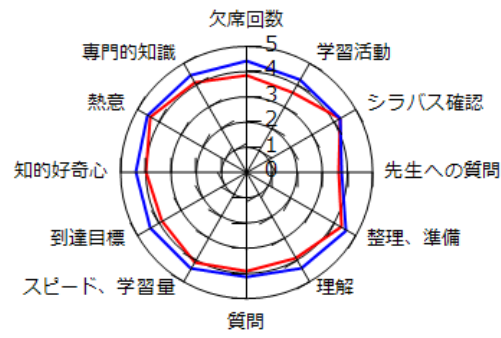 欠席回数
専門的知識
学習活動
熱意
シラバス確認
知的好奇心
先生への質問
到達目標
整理、準備
スピード、学習量
理解
質問
5
4
3
2
1
0